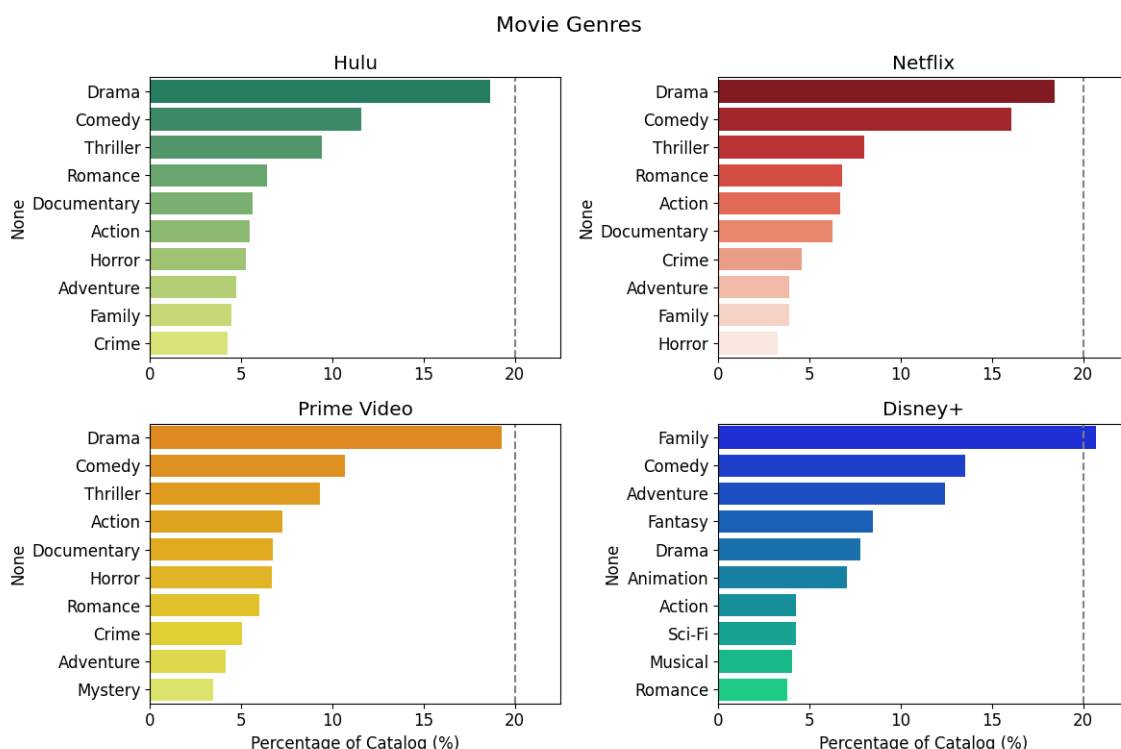 Movie Genres
Hulu
Drama
Comedy
Thriller
Romance
Documentary
Action
Horror
Adventure
Family
Crime
None
0 5 10 15 20
Netflix
Drama
Comedy
Thriller
Romance
Action
Documentary
Crime
Adventure
Family
Horror
None
0 5 10 15 20
Prime Video
Drama
Comedy
Thriller
Action
Documentary
Horror
Romance
Crime
Adventure
Mystery
None
0 5 10 15 20
Percentage of Catalog (%)
Disney+
Family
Comedy
Adventure
Fantasy
Drama
Animation
Action
Sci-Fi
Musical
Romance
None
0 5 10 15 20
Percentage of Catalog (%)